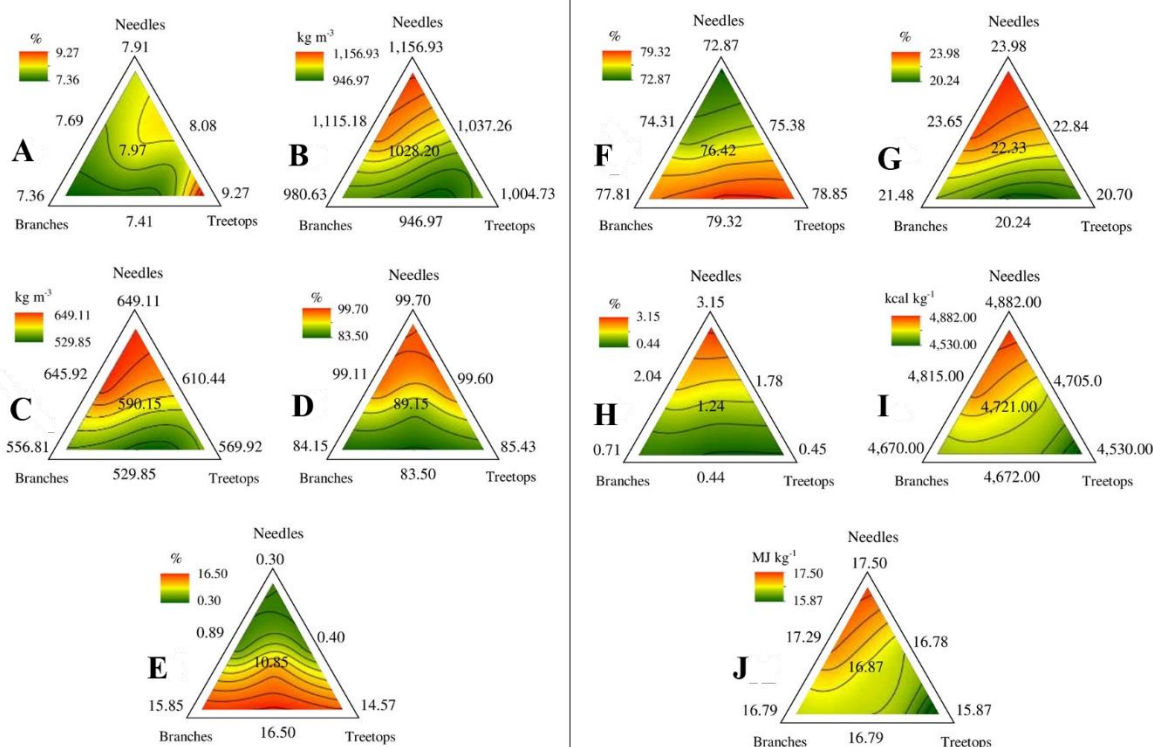 Needles
%
9.27
7.36
7.91
7.69
8.08
7.97
A
7.36
9.27
Branches
7.41
Treetops
Needles
kg m-3
1,156.93
946.97
1,156.93
1,115.18
1,037.26
1028.20
B
980.63
1,004.73
Branches
946.97
Treetops
Needles
kg m-3
649.11
529.85
649.11
645.92
610.44
590.15
C
556.81
569.92
Branches
529.85
Treetops
Needles
%
99.70
83.50
99.70
99.11
99.60
89.15
D
84.15
85.43
Branches
83.50
Treetops
Needles
%
16.50
0.30
0.30
0.89
0.40
10.85
E
15.85
14.57
Branches
16.50
Treetops
Needles
%
79.32
72.87
72.87
74.31
75.38
76.42
F
77.81
78.85
Branches
79.32
Treetops
Needles
%
23.98
20.24
23.98
23.65
22.84
22.33
G
21.48
20.70
Branches
20.24
Treetops
Needles
%
3.15
0.44
3.15
2.04
1.78
1.24
H
0.71
0.45
Branches
0.44
Treetops
Needles
kcal kg-1
4,882.00
4,530.00
4,882.00
4,815.00
4,705.0
4,721.00
I
4,670.00
4,530.00
Branches
4,672.00
Treetops
Needles
MJ kg-1
17.50
15.87
17.50
17.29
16.78
16.87
J
16.79
15.87
Branches
16.79
Treetops